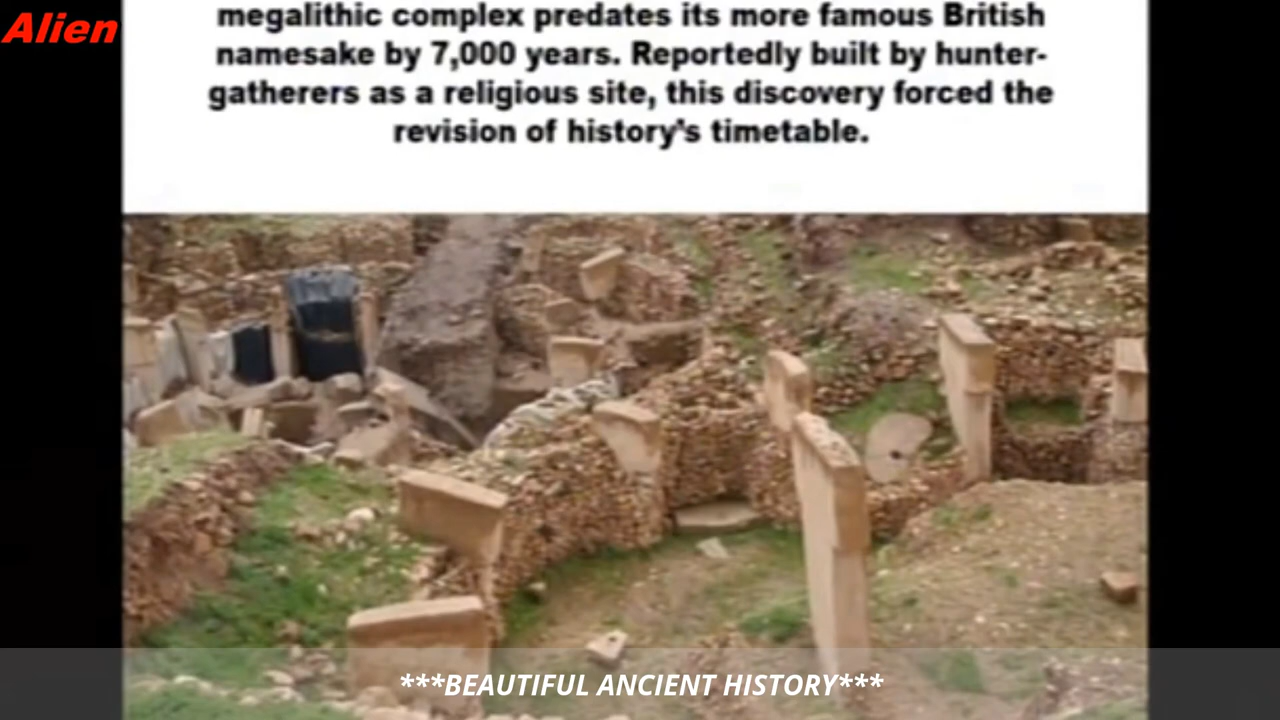 Alien
megalithic complex predates its more famous British
namesake by 7,000 years. Reportedly built by hunter-
gatherers as a religious site, this discovery forced the
revision of history's timetable.
***BEAUTIFUL ANCIENT HISTORY***